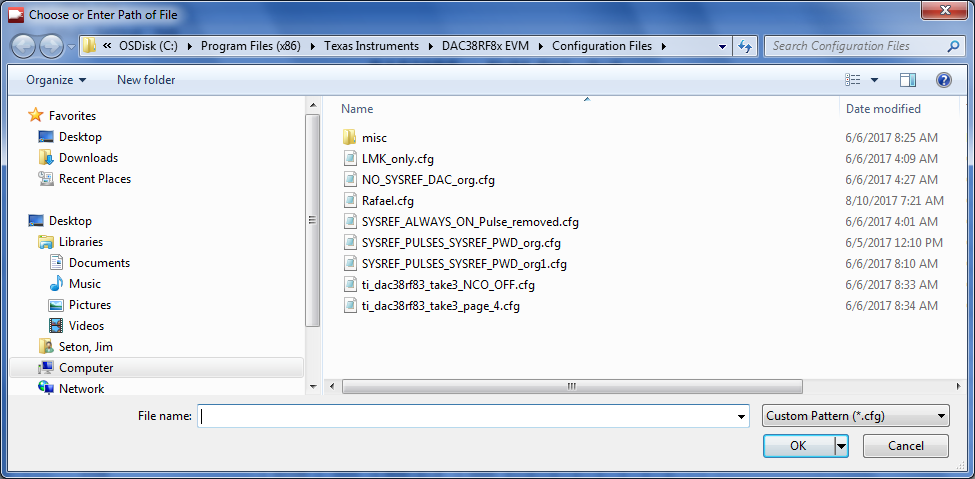 Choose or Enter Path of File
OSDisk (C:) Program Files (x86) Texas Instruments DAC38RF8x EVM Configuration Files Search Configuration Files
Organize New folder
Name Date modified
Favorites
Desktop
Downloads
Recent Places
Desktop
Libraries
Documents
Music
Pictures
Videos
Seton, Jim
Computer
Network
misc 6/6/2017 8:25 AM
LMK_only.cfg 6/6/2017 4:09 AM
NO_SYSREF_DAC_org.cfg 6/6/2017 4:27 AM
Rafael.cfg 8/10/2017 7:21 AM
SYSREF_ALWAYS_ON_Pulse_removed.cfg 6/6/2017 4:01 AM
SYSREF_PULSES_SYSREF_PWD_org.cfg 6/5/2017 12:10 PM
SYSREF_PULSES_SYSREF_PWD_org1.cfg 6/6/2017 8:10 AM
ti_dac38rf83_take3_NCO_OFF.cfg 6/6/2017 8:33 AM
ti_dac38rf83_take3_page_4.cfg 6/6/2017 8:34 AM
File name: Custom Pattern (*.cfg)
OK Cancel